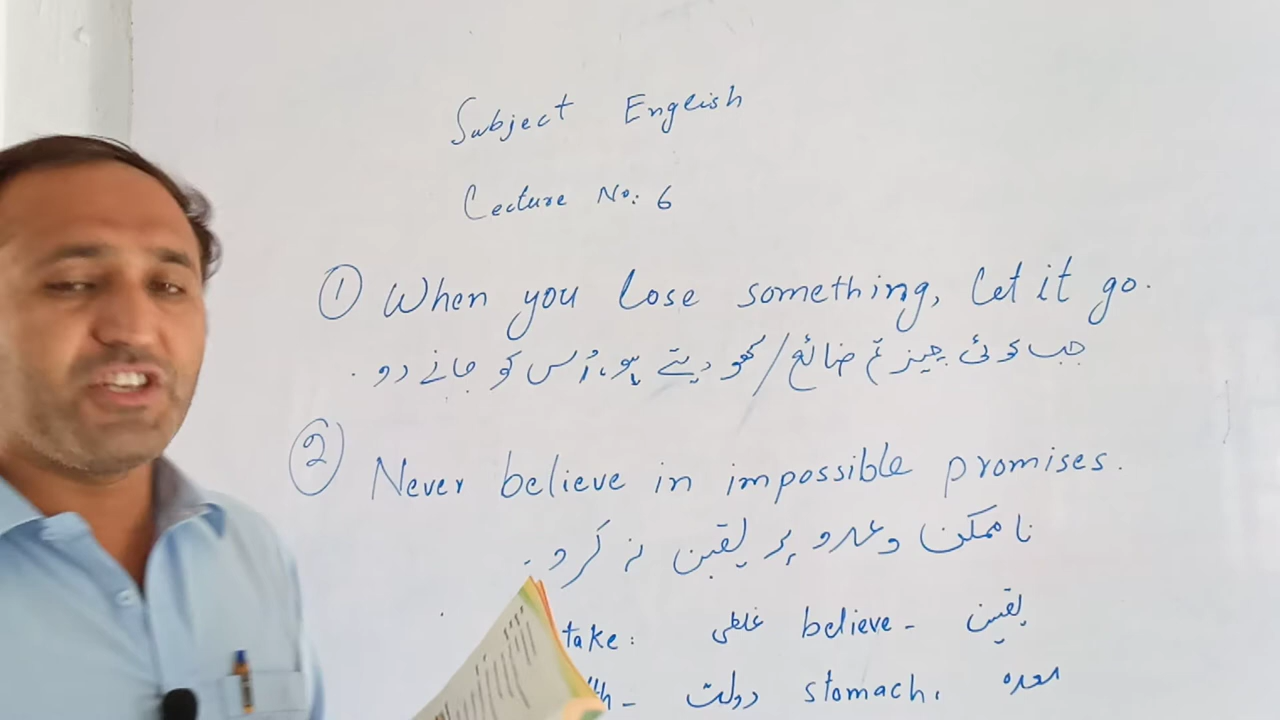 Subject English
Lecture No: 6
① When you lose something, let it go.
جب کوئی چیز تم ضائع/کھو دیتے ہو، اُس کو جانے دو۔
② Never believe in impossible promises.
ناممکن وعدو پر یقین نہ کرو۔
take: غلطی believe - یقین
th - دولت stomach, معدہ